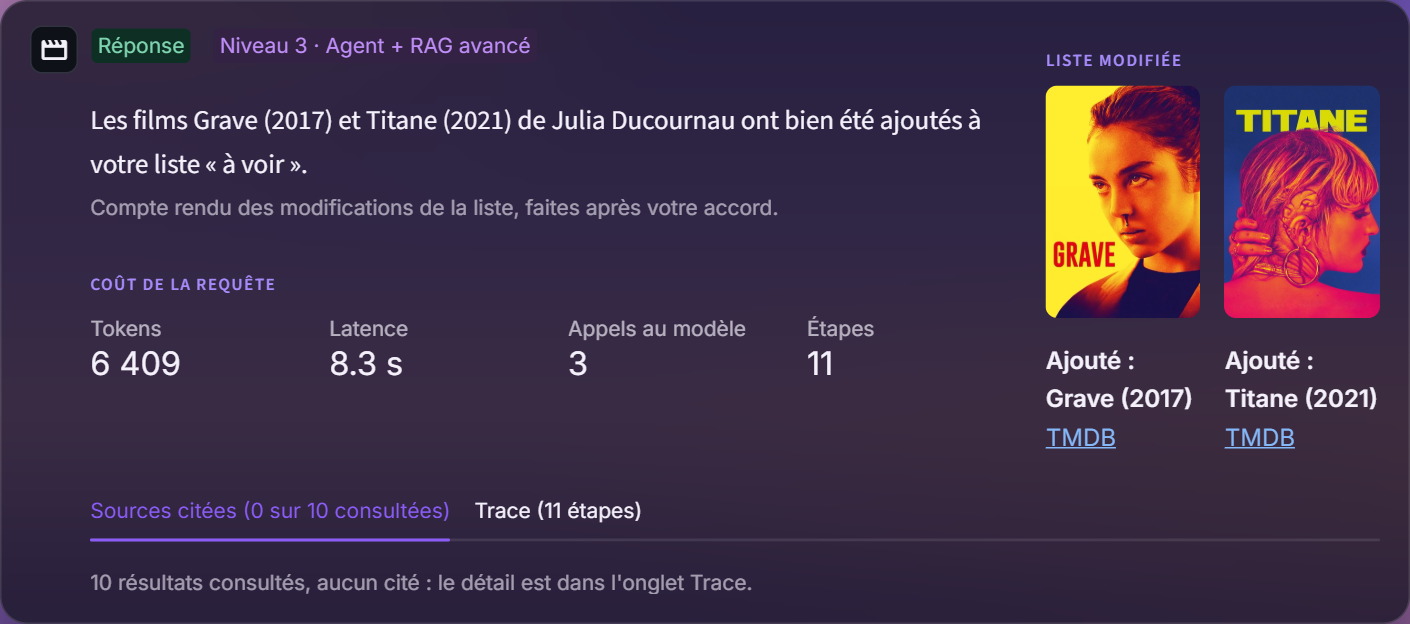 Réponse
Niveau 3 · Agent + RAG avancé
Les films Grave (2017) et Titane (2021) de Julia Ducournau ont bien été ajoutés à
votre liste « à voir ».
Compte rendu des modifications de la liste, faites après votre accord.
COÛT DE LA REQUÊTE
Tokens
6 409
Latence
8.3 s
Appels au modèle
3
Étapes
11
LISTE MODIFIÉE
GRAVE
TITANE
Ajouté :
Grave (2017)
TMDB
Ajouté :
Titane (2021)
TMDB
Sources citées (0 sur 10 consultées)
Trace (11 étapes)
10 résultats consultés, aucun cité : le détail est dans l'onglet Trace.